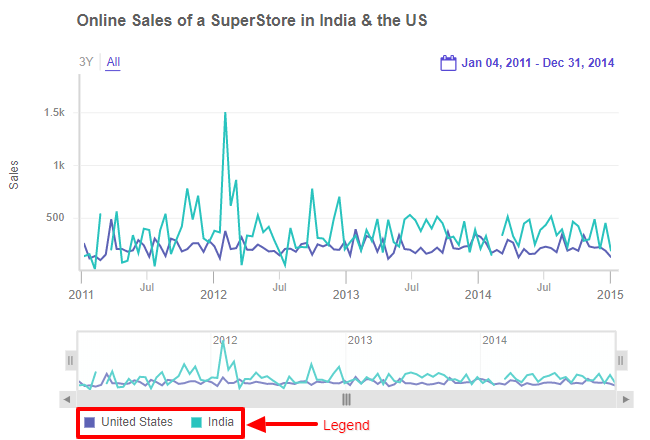 Online Sales of a SuperStore in India & the US
3Y All
Jan 04, 2011 - Dec 31, 2014
Sales
1.5k
1k
500
2011 Jul 2012 Jul 2013 Jul 2014 Jul 2015
2012 2013 2014
United States India
Legend